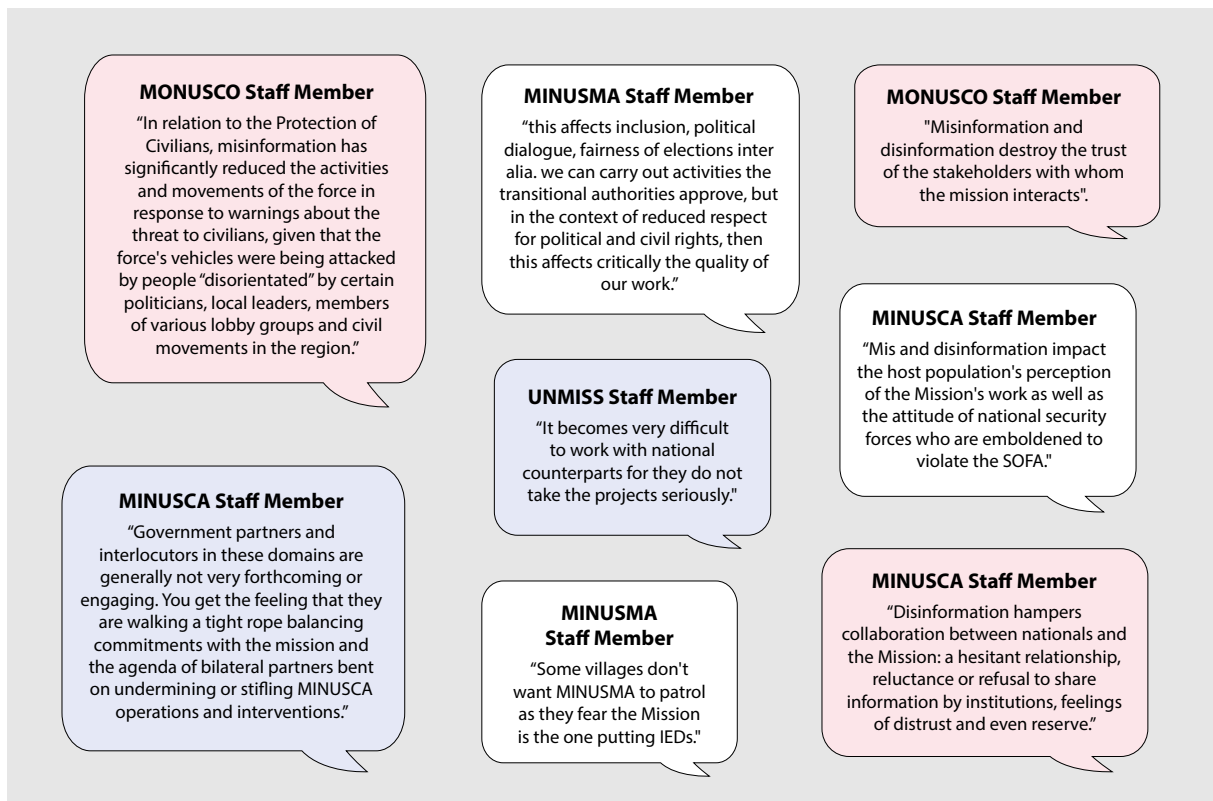 MONUSCO Staff Member
“In relation to the Protection of
Civilians, misinformation has
significantly reduced the activities
and movements of the force in
response to warnings about the
threat to civilians, given that the
force's vehicles were being attacked
by people “disorientated” by certain
politicians, local leaders, members
of various lobby groups and civil
movements in the region.”
MINUSCA Staff Member
“Government partners and
interlocutors in these domains are
generally not very forthcoming or
engaging. You get the feeling that they
are walking a tight rope balancing
commitments with the mission and
the agenda of bilateral partners bent
on undermining or stifling MINUSCA
operations and interventions.”
MINUSMA Staff Member
“this affects inclusion, political
dialogue, fairness of elections inter
alia. we can carry out activities the
transitional authorities approve, but
in the context of reduced respect
for political and civil rights, then
this affects critically the quality of
our work.”
UNMISS Staff Member
“It becomes very difficult
to work with national
counterparts for they do not
take the projects seriously."
MINUSMA
Staff Member
“Some villages don't
want MINUSMA to patrol
as they fear the Mission
is the one putting IEDs."
MONUSCO Staff Member
"Misinformation and
disinformation destroy the trust
of the stakeholders with whom
the mission interacts".
MINUSCA Staff Member
“Mis and disinformation impact
the host population's perception
of the Mission's work as well as
the attitude of national security
forces who are emboldened to
violate the SOFA."
MINUSCA Staff Member
“Disinformation hampers
collaboration between nationals and
the Mission: a hesitant relationship,
reluctance or refusal to share
information by institutions, feelings
of distrust and even reserve.”